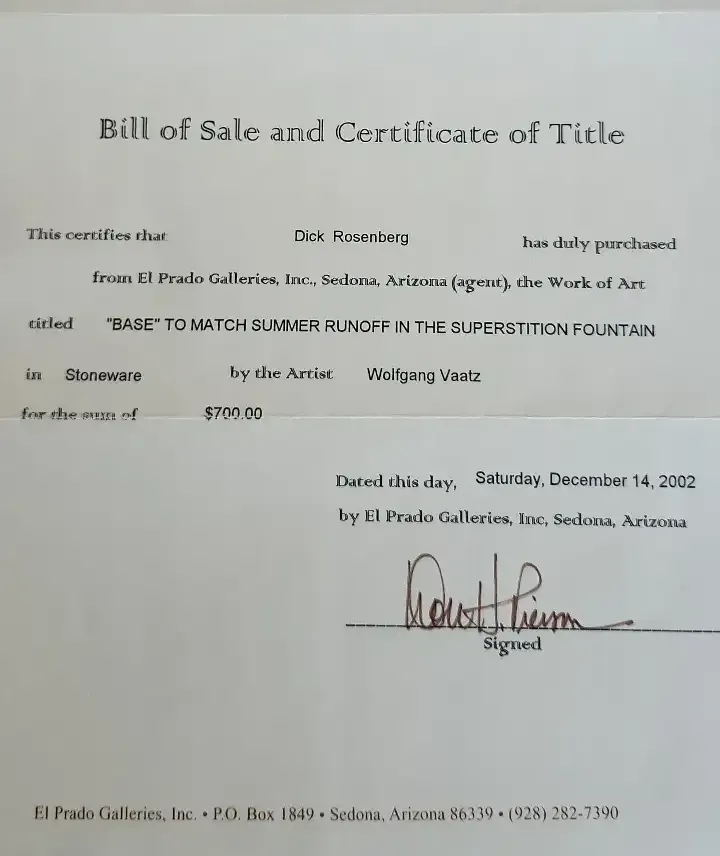 Bill of Sale and Certificate of Title
This certifies that Dick Rosenberg has duly purchased
from El Prado Galleries, Inc., Sedona, Arizona (agent), the Work of Art
titled "BASE" TO MATCH SUMMER RUNOFF IN THE SUPERSTITION FOUNTAIN
in Stoneware by the Artist Wolfgang Vaatz
for the sum of $700.00
Dated this day, Saturday, December 14, 2002
by El Prado Galleries, Inc, Sedona, Arizona
Signed
El Prado Galleries, Inc. • P.O. Box 1849 • Sedona, Arizona 86339 • (928) 282-7390